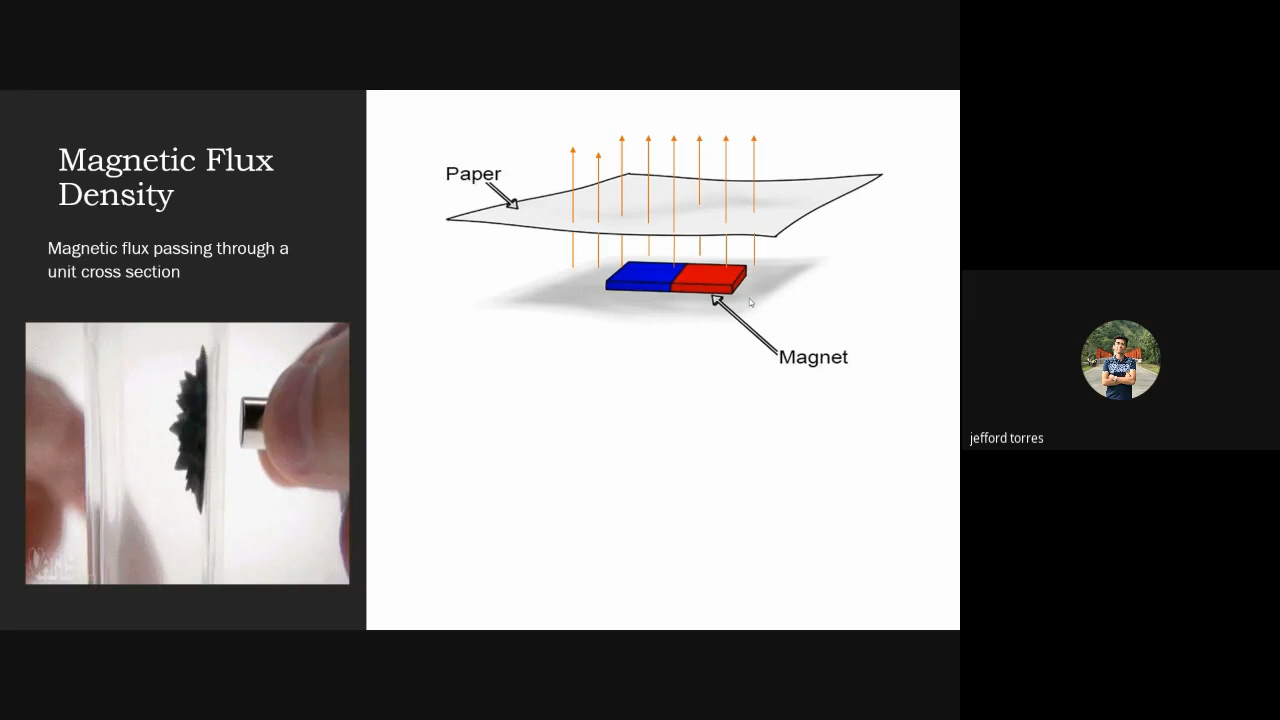 Magnetic Flux
Density
Magnetic flux passing through a
unit cross section
Paper
Magnet
jefford torres